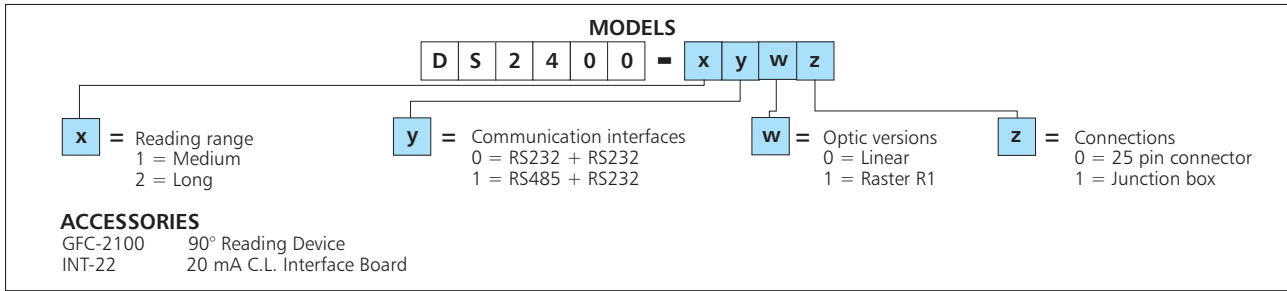 MODELS
D S 2 4 0 0 - x y w z
x = Reading range
1 = Medium
2 = Long
y = Communication interfaces
0 = RS232 + RS232
1 = RS485 + RS232
w = Optic versions
0 = Linear
1 = Raster R1
z = Connections
0 = 25 pin connector
1 = Junction box
ACCESSORIES
GFC-2100 90° Reading Device
INT-22 20 mA C.L. Interface Board